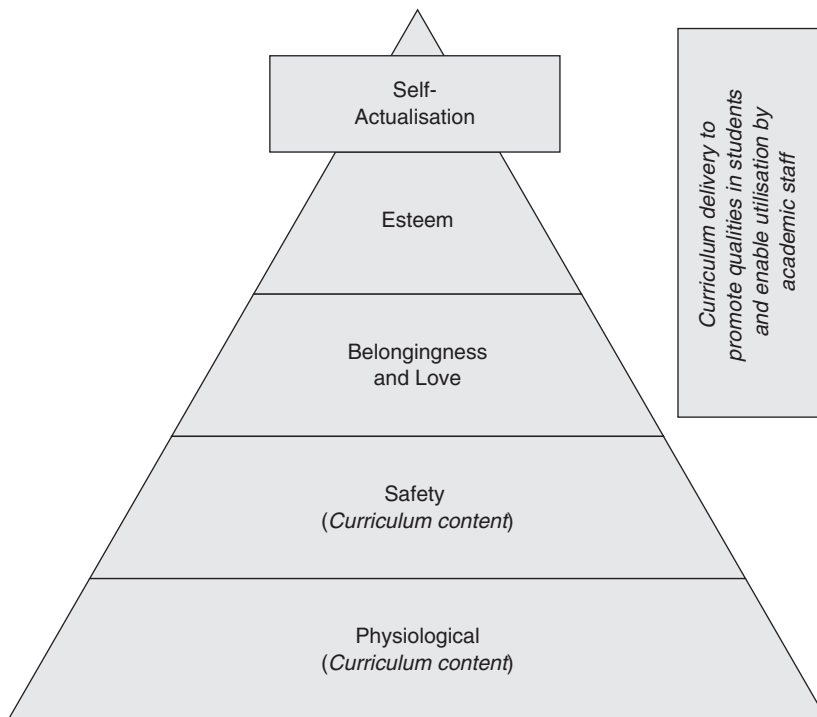 Self-
Actualisation
Esteem
Belongingness
and Love
Safety
(Curriculum content)
Physiological
(Curriculum content)
Curriculum delivery to
promote qualities in students
and enable utilisation by
academic staff